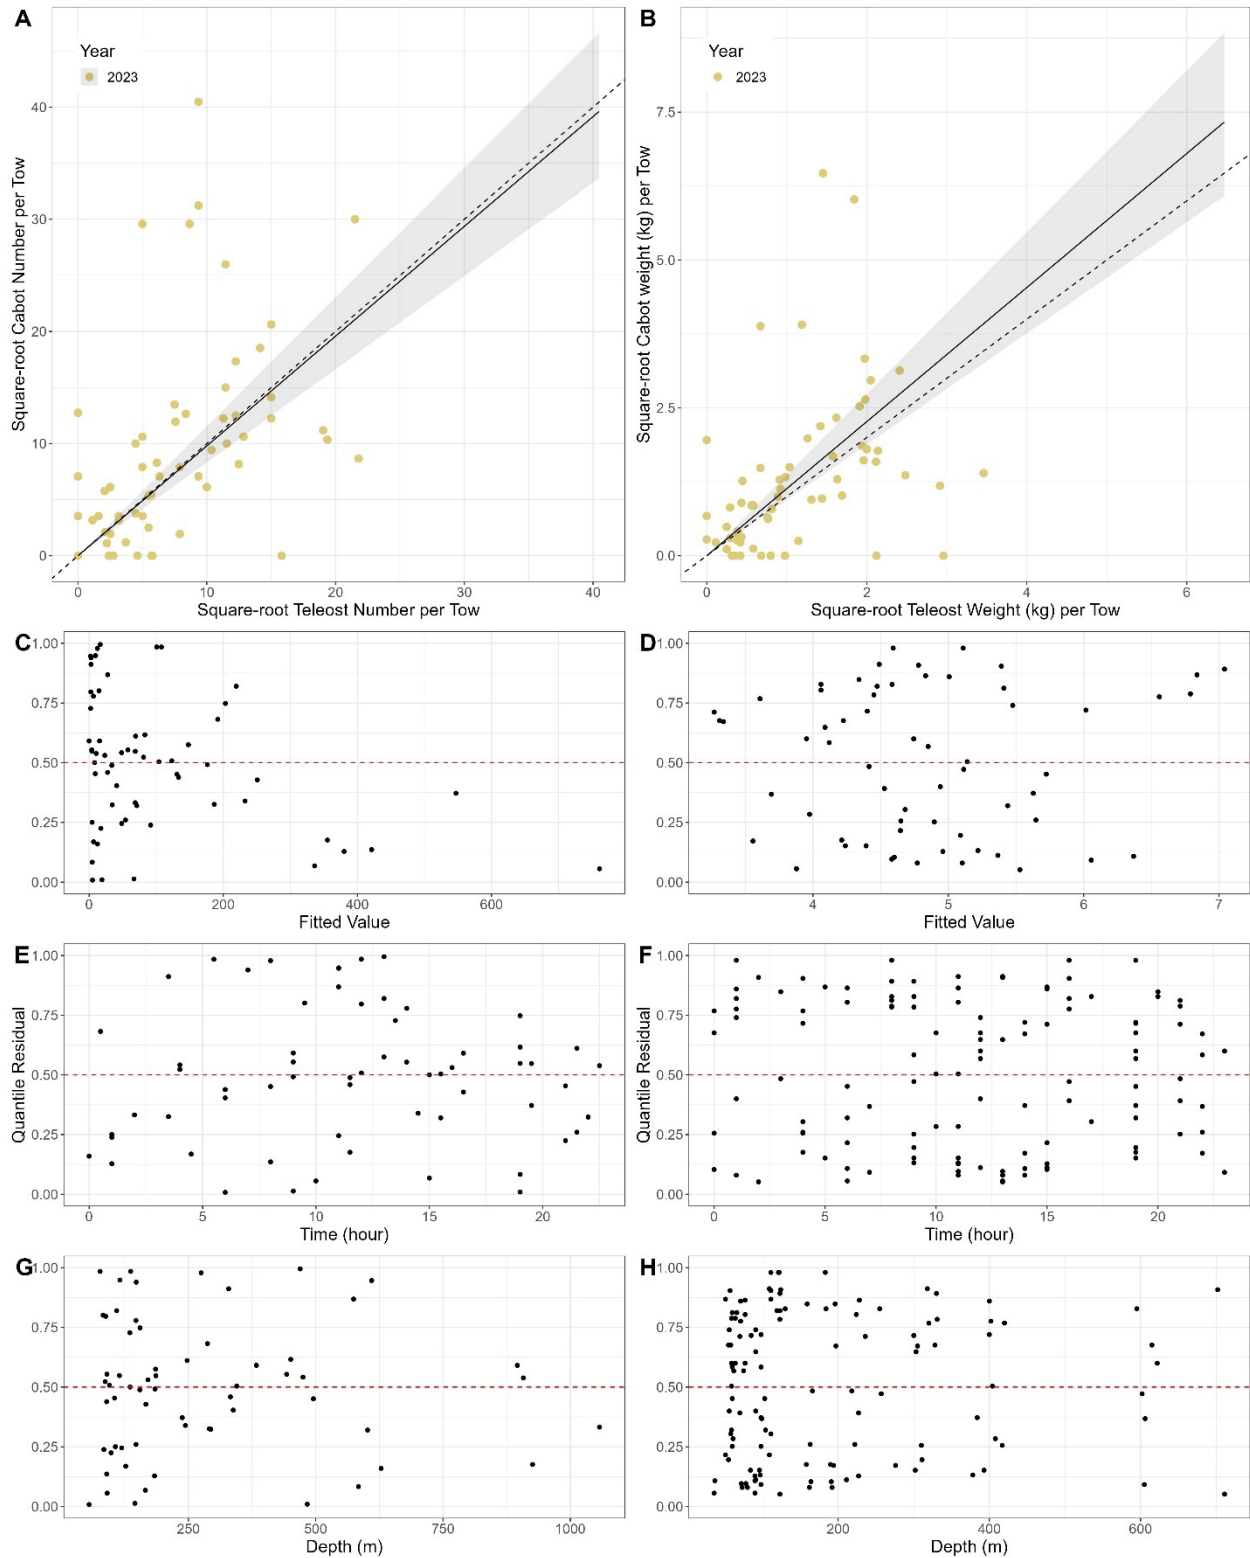 A
Year
2023
Square-root Cabot Number per Tow
40
30
20
10
0
0 10 20 30 40
Square-root Teleost Number per Tow
B
Year
2023
Square-root Cabot weight (kg) per Tow
7.5
5.0
2.5
0.0
0 2 4 6
Square-root Teleost Weight (kg) per Tow
C
1.00
0.75
0.50
0.25
0.00
0 200 400 600
Fitted Value
D
1.00
0.75
0.50
0.25
0.00
4 5 6 7
Fitted Value
E
Quantile Residual
1.00
0.75
0.50
0.25
0.00
0 5 10 15 20
Time (hour)
F
Quantile Residual
1.00
0.75
0.50
0.25
0.00
0 5 10 15 20
Time (hour)
G
1.00
0.75
0.50
0.25
0.00
250 500 750 1000
Depth (m)
H
1.00
0.75
0.50
0.25
0.00
200 400 600
Depth (m)